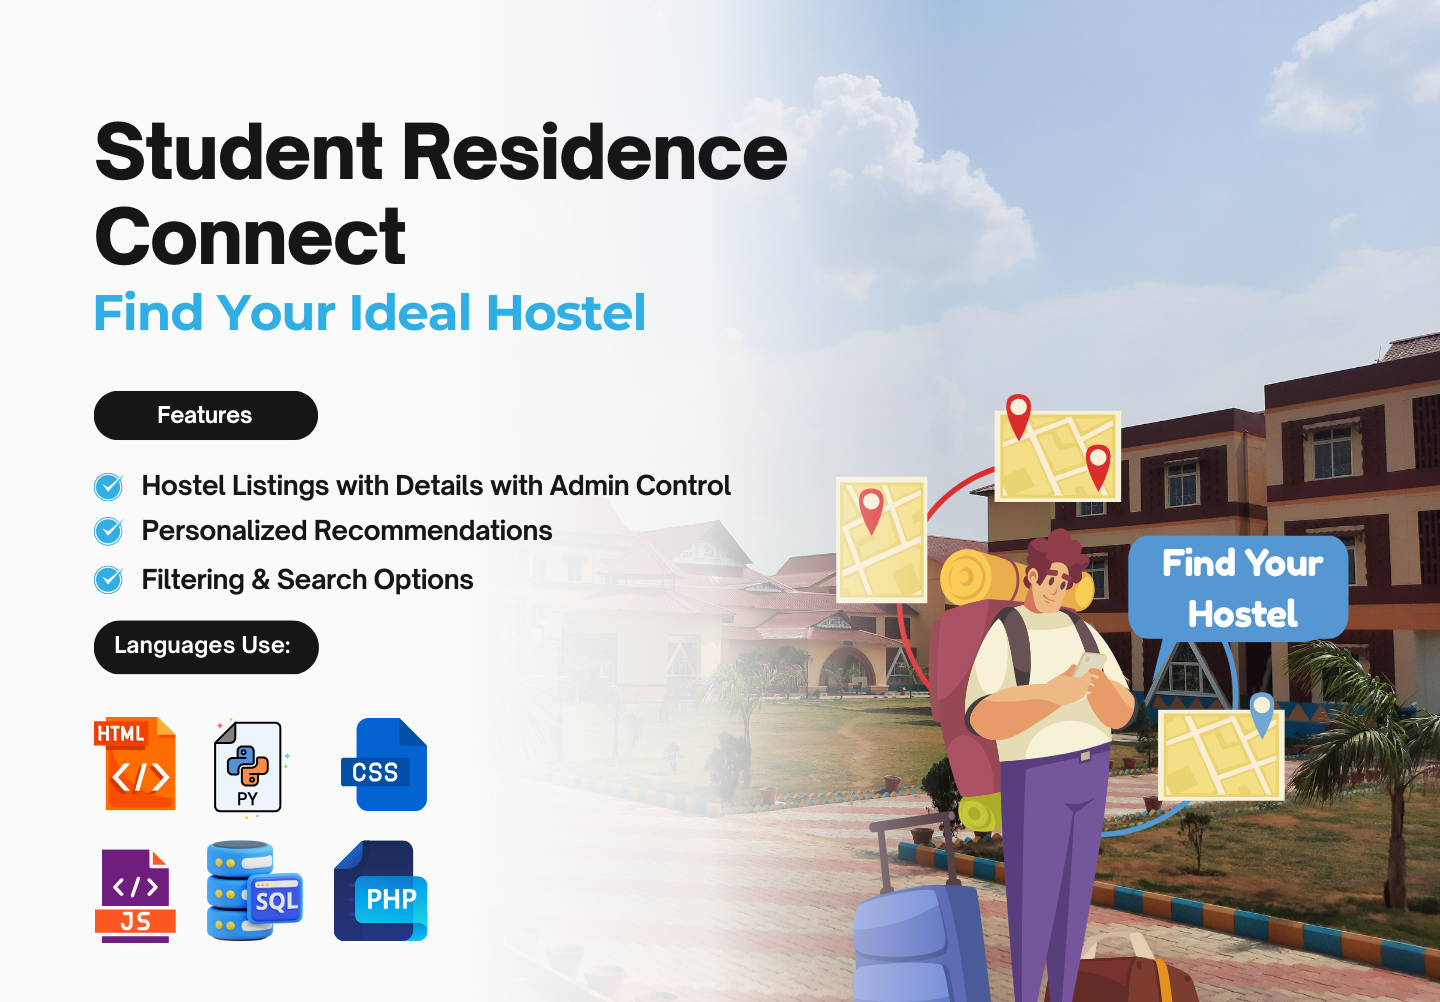 Student Residence
Connect
Find Your Ideal Hostel
Features
Hostel Listings with Details with Admin Control
Personalized Recommendations
Filtering & Search Options
Languages Use:
HTML
</>
PY
CSS
</>
JS
SQL
PHP
Find Your
Hostel